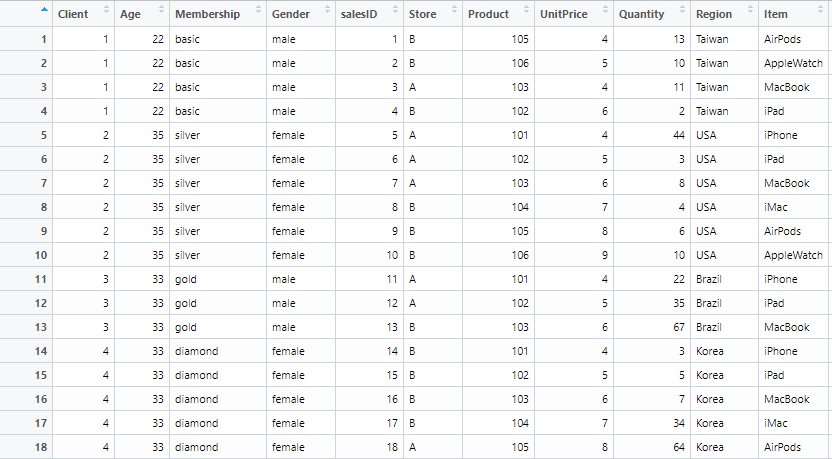 Client Age Membership Gender salesID Store Product UnitPrice Quantity Region Item
1 1 22 basic male 1 B 105 4 13 Taiwan AirPods
2 1 22 basic male 2 B 106 5 10 Taiwan AppleWatch
3 1 22 basic male 3 A 103 4 11 Taiwan MacBook
4 1 22 basic male 4 B 102 6 2 Taiwan iPad
5 2 35 silver female 5 A 101 4 44 USA iPhone
6 2 35 silver female 6 A 102 5 3 USA iPad
7 2 35 silver female 7 A 103 6 8 USA MacBook
8 2 35 silver female 8 B 104 7 4 USA iMac
9 2 35 silver female 9 B 105 8 6 USA AirPods
10 2 35 silver female 10 B 106 9 10 USA AppleWatch
11 3 33 gold male 11 A 101 4 22 Brazil iPhone
12 3 33 gold male 12 A 102 5 35 Brazil iPad
13 3 33 gold male 13 B 103 6 67 Brazil MacBook
14 4 33 diamond female 14 B 101 4 3 Korea iPhone
15 4 33 diamond female 15 B 102 5 5 Korea iPad
16 4 33 diamond female 16 B 103 6 7 Korea MacBook
17 4 33 diamond female 17 B 104 7 34 Korea iMac
18 4 33 diamond female 18 A 105 8 64 Korea AirPods